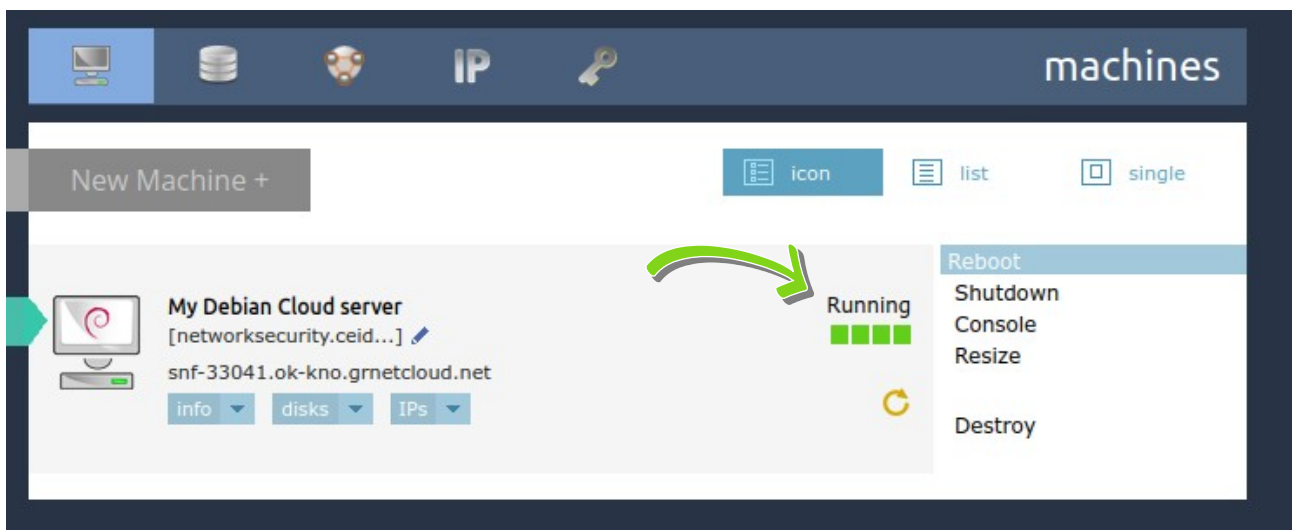 IP
machines
New Machine +
icon
list
single
Reboot
My Debian Cloud server
Running
Shutdown
[networksecurity.ceid...]
Console
snf-33041.ok-kno.grnetcloud.net
Resize
info
disks
IPs
Destroy